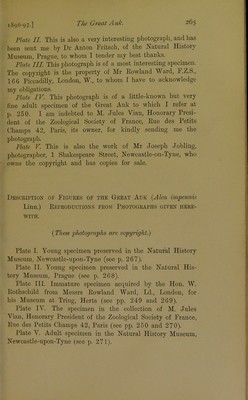 1896-97.] The Great Auk 265
Plate II. This is also a very interesting photograph, and has
been sent me by Dr Anton Fritsch, of the Natural History
Museum, Prague, to whom I tender my best thanks.
Plate III. This photograph is of a most interesting specimen.
The copyright is the property of Mr Rowland Ward, F.Z.S.,
166 Piccadilly, London, W., to whom I have to acknowledge
my obligations
Plate IV. This photograph is of a little-known but very
fine adult specimen of the Great Auk to which I refer at
p. 250. I am indebted to M. Jules Vian, Honorary Presi-
dent of the Zoological Society of France, Rue des Petits
Champs 42, Paris, its owner, for kindly sending me the
photograph.
Plate V. This is also the work of Mr Joseph Jobling,
photographer, 1 Shakespeare Street, Newcastle-on-Tyne, who
owns the copyright and has copies for sale.
DESCRIPTION OF FIGURES OF THE GREAT AUK (Alca impennis
Linn.) REPRODUCTIONS FROM PHOTOGRAPHS GIVEN HERE-
WITH.
(These photographs are copyright.)
Plate I. Young specimen preserved in the Natural History
Museum, Newcastle-upon-Tyne (see p. 267).
Plate II. Young specimen preserved in the Natural His-
tory Museum, Prague (see p. 268).
Plate III. Immature specimen acquired by the Hon. W.
Rothschild from Messrs Rowland Ward, Ld., London, for
his Museum at Tring, Herts (see pp. 249 and 269).
Plate IV. The specimen in the collection of M. Jules
Vian, Honorary President of the Zoological Society of France,
Rue des Petits Champs 42, Paris (see pp. 250 and 270).
Plate V. Adult specimen in the Natural History Museum,
Newcastle-upon-Tyne (see p. 271).